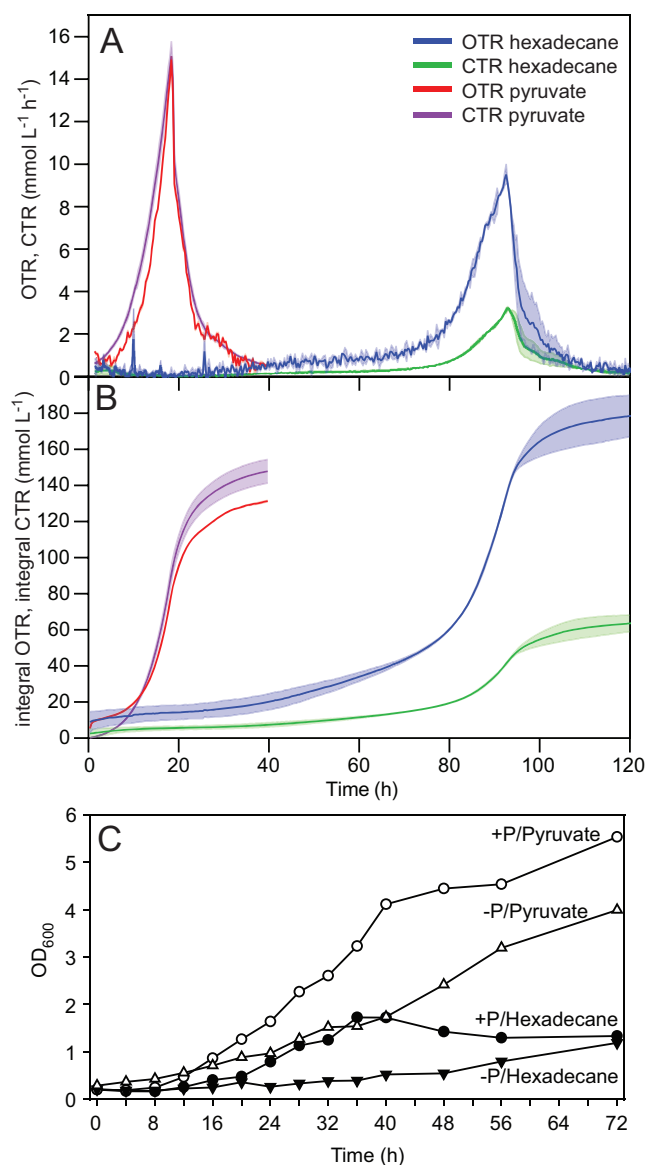 A
OTR hexadecane
CTR hexadecane
OTR pyruvate
CTR pyruvate
OTR, CTR (mmol L⁻¹ h⁻¹)
16
14
12
10
8
6
4
2
0
B
integral OTR, integral CTR (mmol L⁻¹)
180
160
140
120
100
80
60
40
20
0
0 20 40 60 80 100 120
Time (h)
C
+P/Pyruvate
-P/Pyruvate
+P/Hexadecane
-P/Hexadecane
OD₆₀₀
6
5
4
3
2
1
0
0 8 16 24 32 40 48 56 64 72
Time (h)